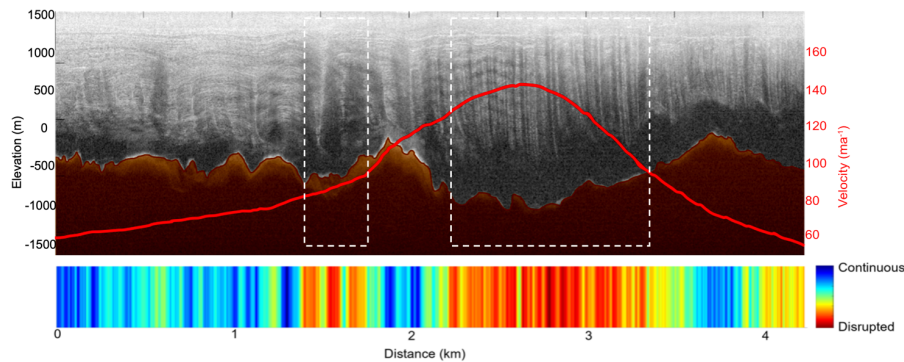 1500
1000
500
0
-500
-1000
-1500
Elevation (m)
160
140
120
100
80
60
Velocity (ma⁻¹)
Continuous
Disrupted
0 1 2 3 4
Distance (km)